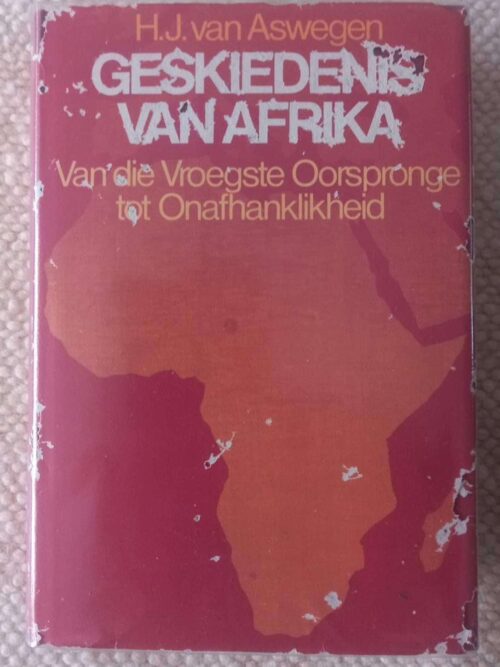 H.J. van Aswegen
GESKIEDENIS
VAN AFRIKA
Van die Vroegste Oorspronge
tot Onafhanklikheid